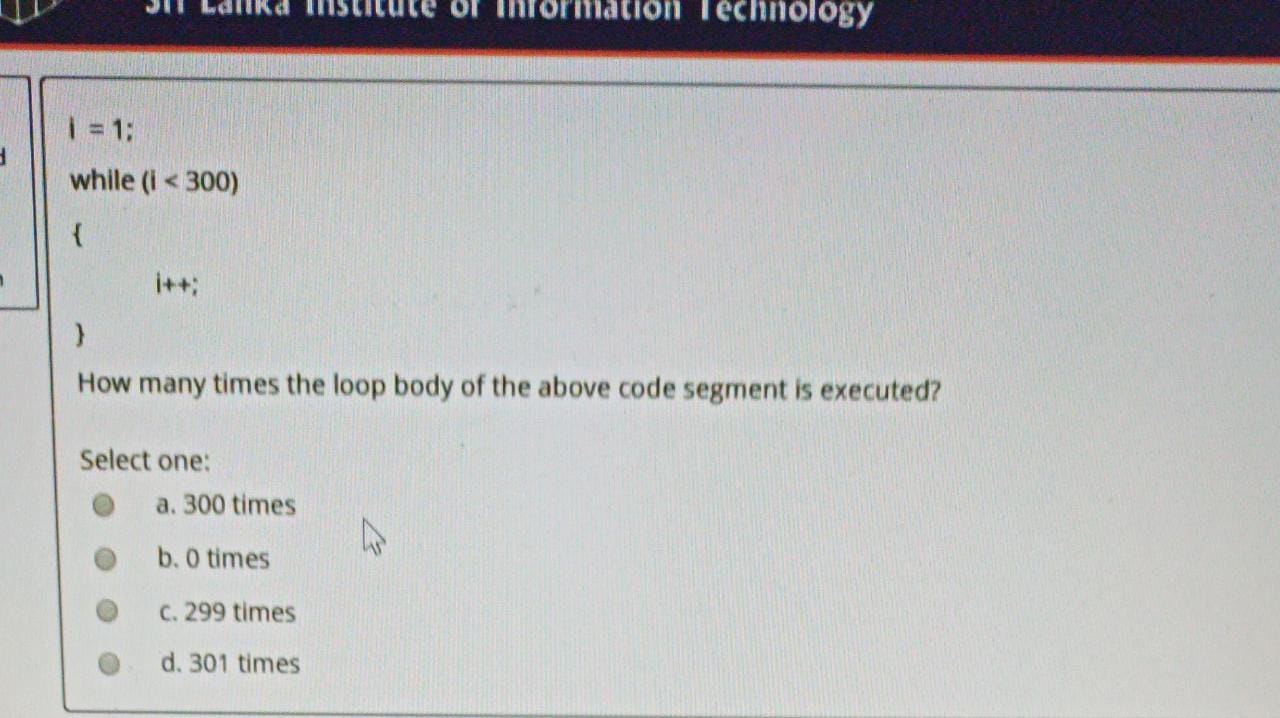 Sri Lanka Institute of Information Technology
i = 1;
while (i < 300)
{
i++;
}
How many times the loop body of the above code segment is executed?
Select one:
a. 300 times
b. 0 times
c. 299 times
d. 301 times